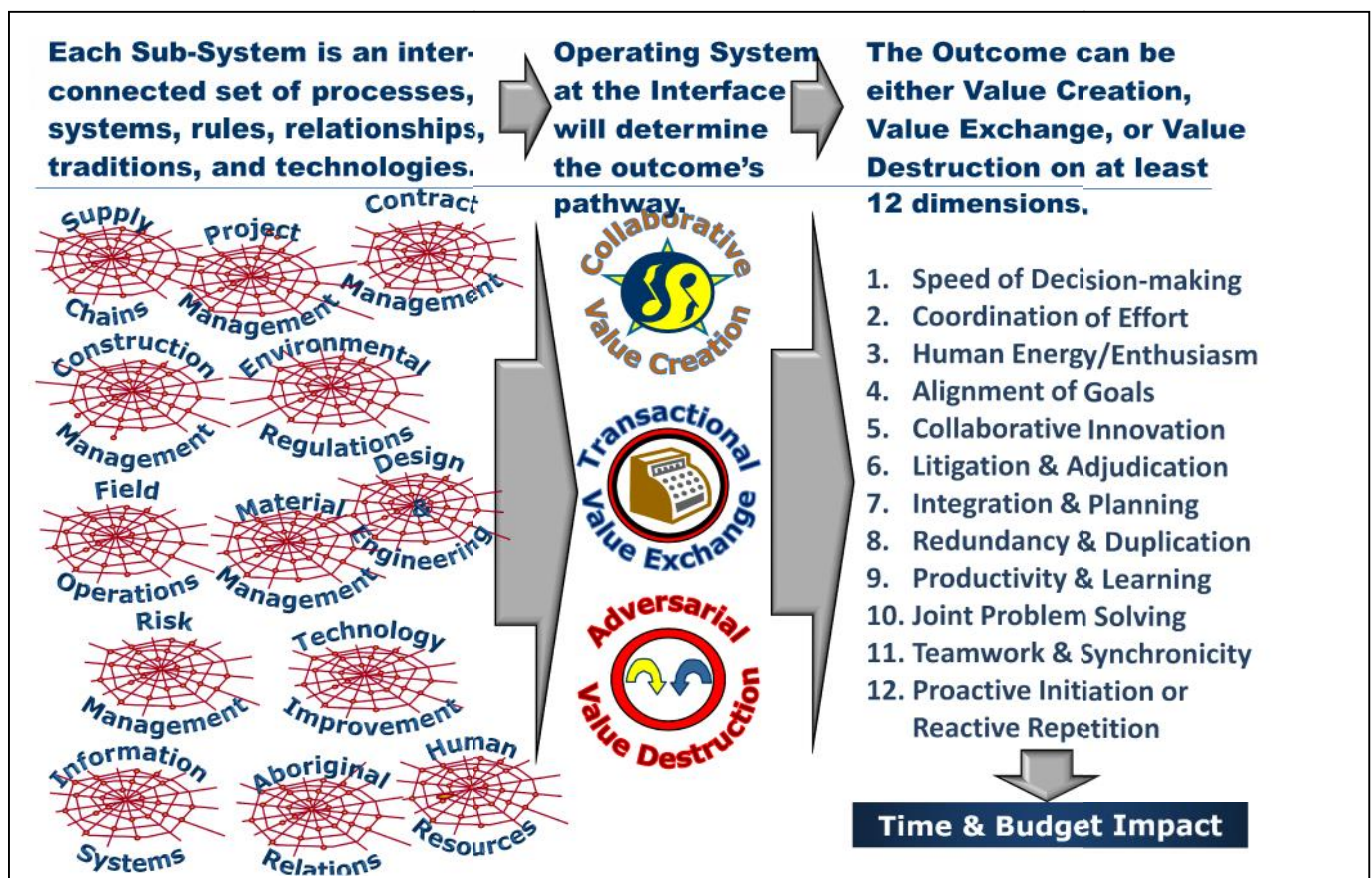 Each Sub-System is an inter-
connected set of processes,
systems, rules, relationships,
traditions, and technologies.
Operating System
at the Interface
will determine
the outcome's
pathway.
The Outcome can be
either Value Creation,
Value Exchange, or Value
Destruction on at least
12 dimensions.
Supply
Chains
Project
Management
Contract
Management
Construction
Management
Environmental
Regulations
Field
Operations
Material
Management
Design
&
Engineering
Risk
Management
Technology
Improvement
Information
Systems
Aboriginal
Relations
Human
Resources
Collaborative
Value Creation
Transactional
Value Exchange
Adversarial
Value Destruction
1. Speed of Decision-making
2. Coordination of Effort
3. Human Energy/Enthusiasm
4. Alignment of Goals
5. Collaborative Innovation
6. Litigation & Adjudication
7. Integration & Planning
8. Redundancy & Duplication
9. Productivity & Learning
10. Joint Problem Solving
11. Teamwork & Synchronicity
12. Proactive Initiation or
Reactive Repetition
Time & Budget Impact